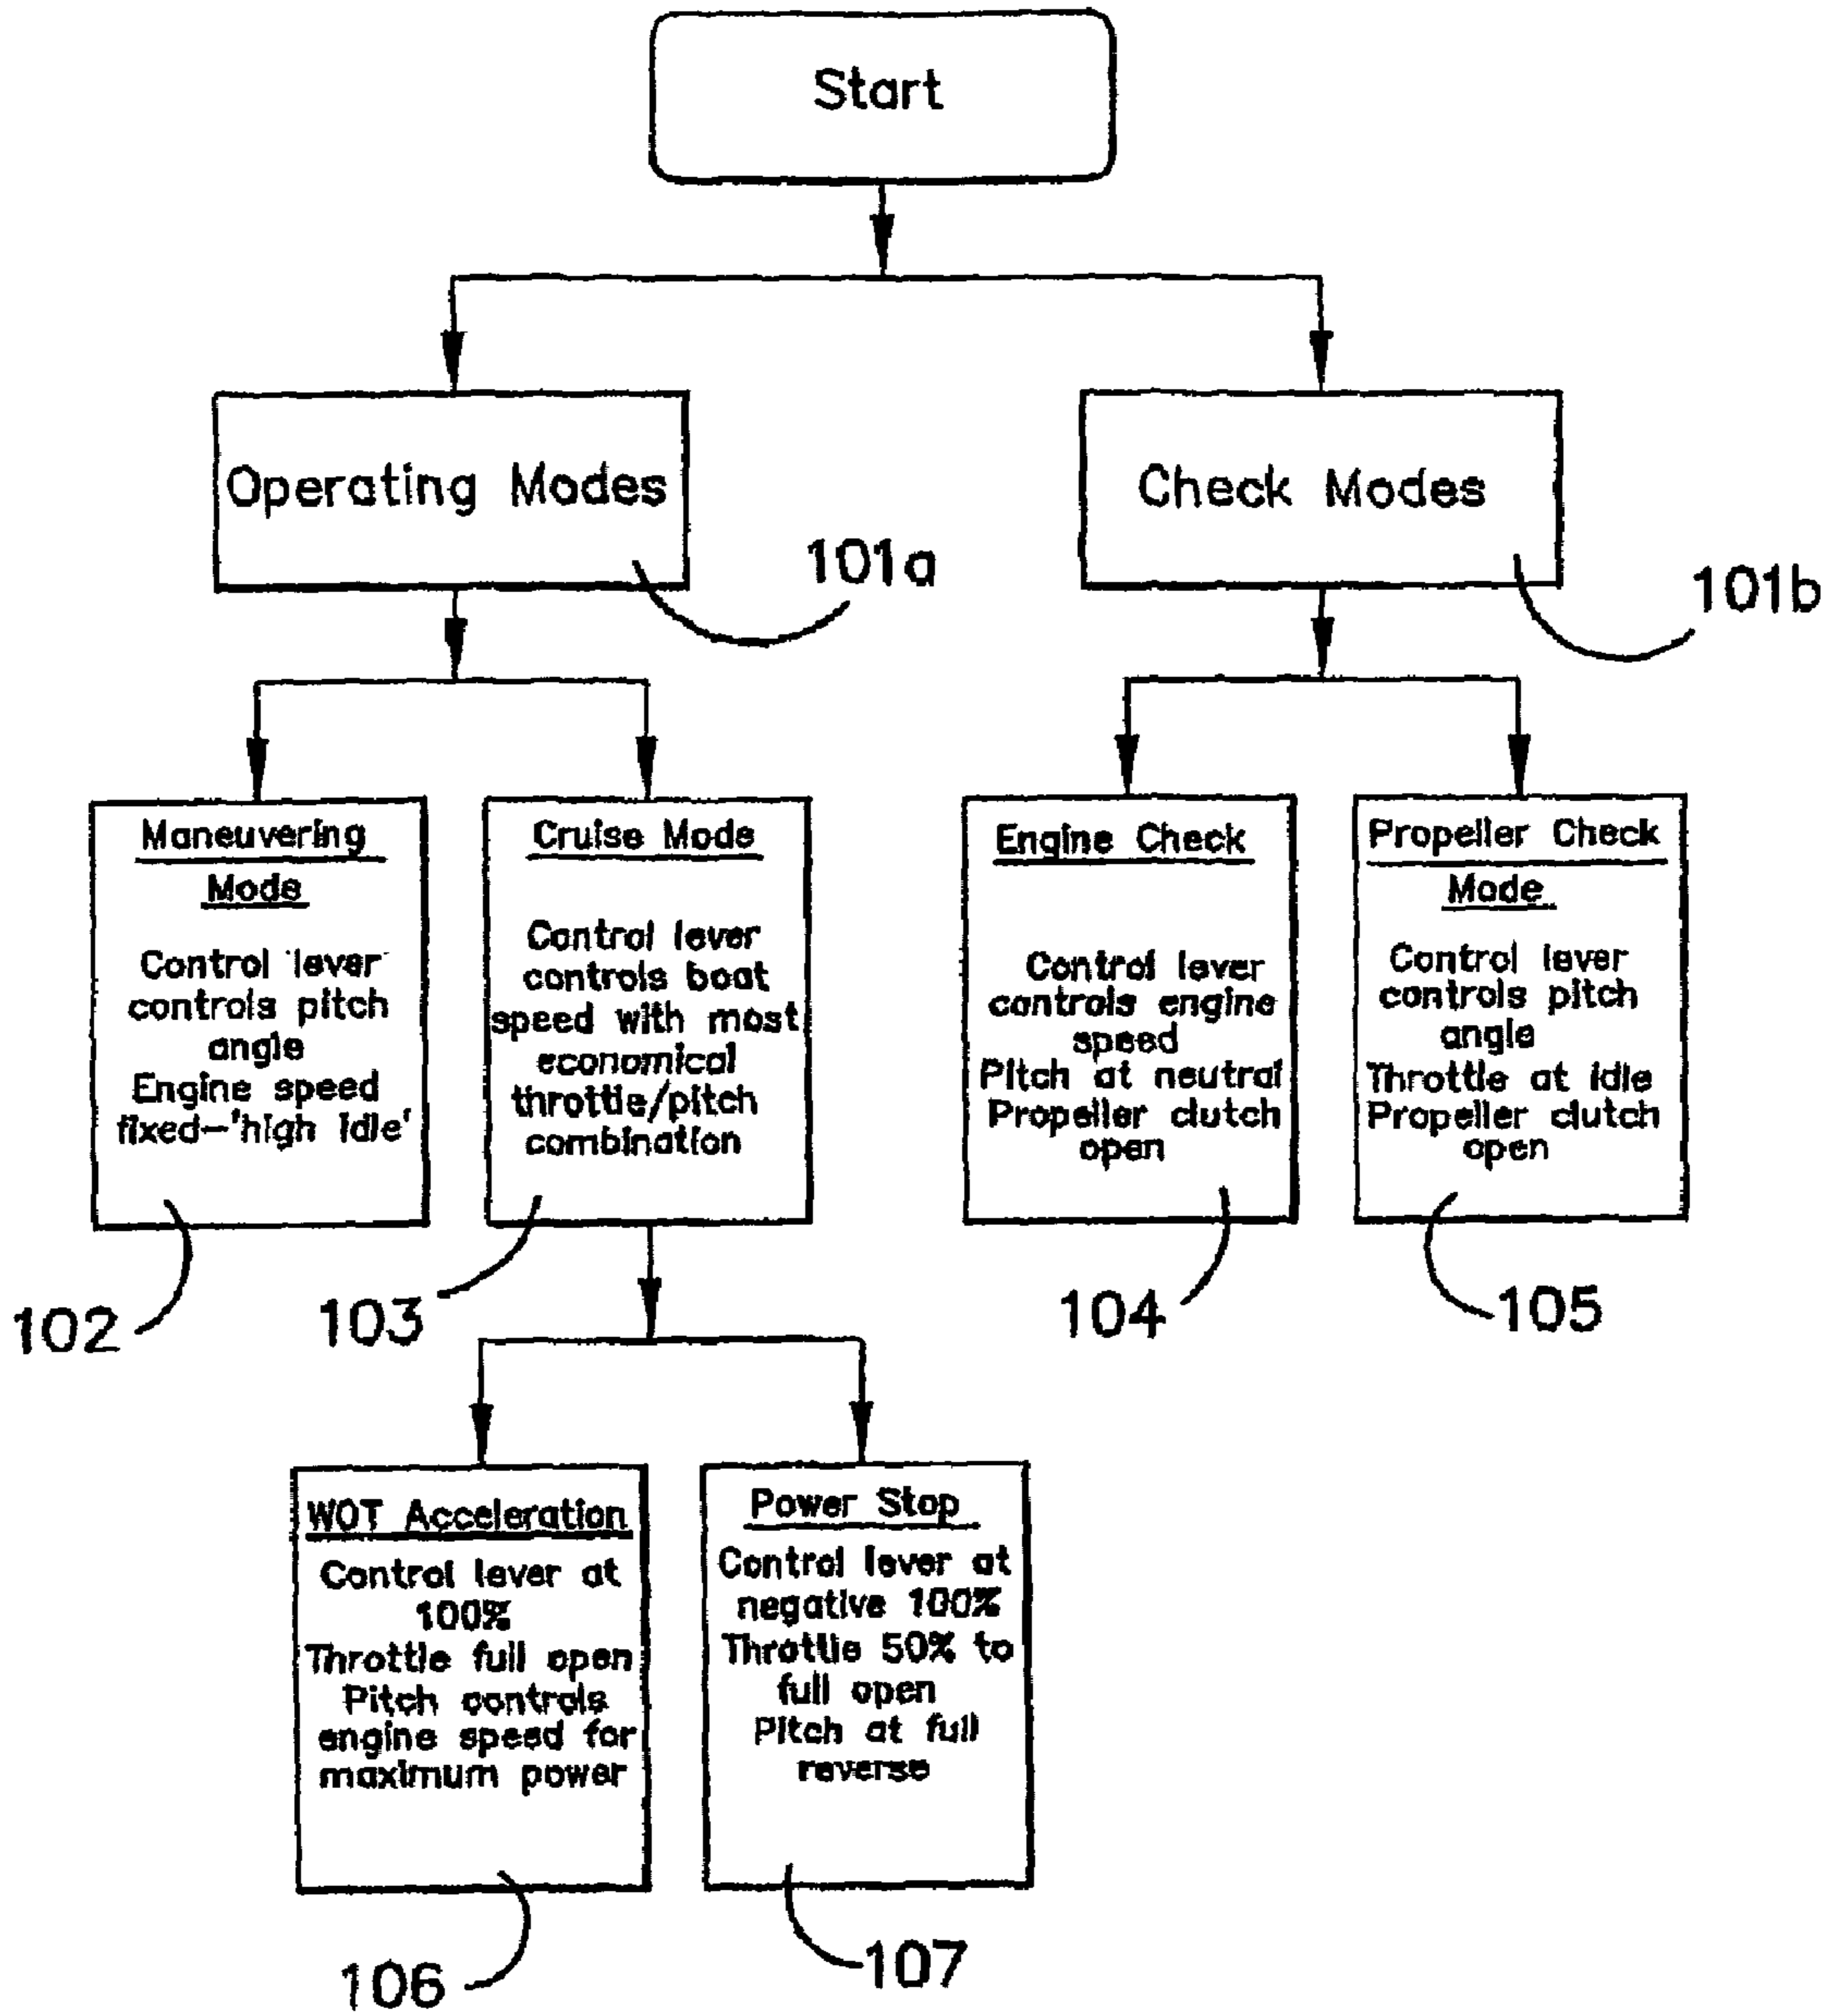 Start
Operating Modes
101a
Check Modes
101b
Maneuvering
Mode
Control lever
controls pitch
angle
Engine speed
fixed-'high idle'
102
Cruise Mode
Control lever
controls boat
speed with most
economical
throttle/pitch
combination
103
Engine Check
Control lever
controls engine
speed
Pitch at neutral
Propeller clutch
open
104
Propeller Check
Mode
Control lever
controls pitch
angle
Throttle at idle
Propeller clutch
open
105
WOT Acceleration
Control lever at
100%
Throttle full open
Pitch controls
engine speed for
maximum power
106
Power Stop
Control lever at
negative 100%
Throttle 50% to
full open
Pitch at full
reverse
107